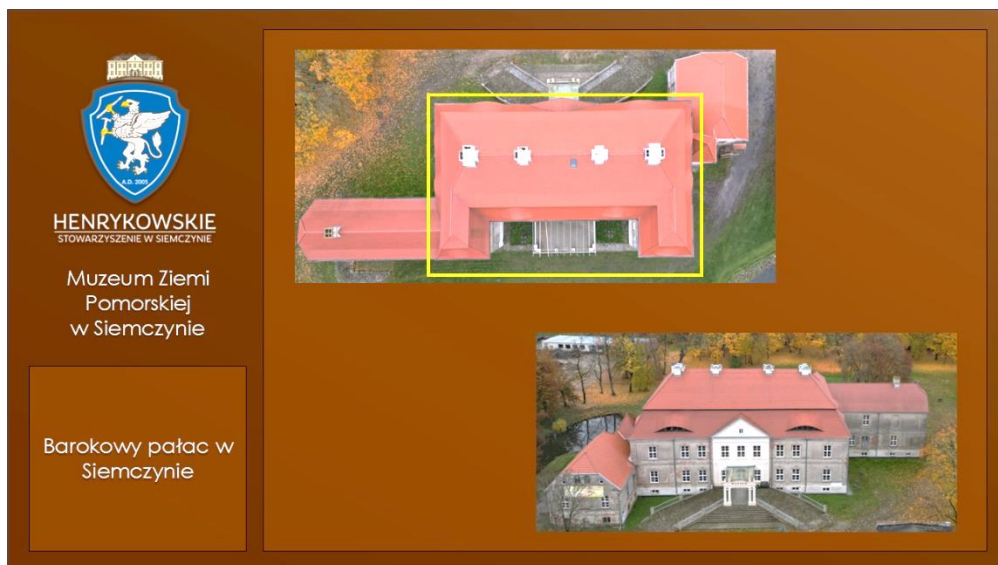 A.D. 2005
HENRYKOWSKIE
STOWARZYSZENIE W SIEMCZYNIE
Muzeum Ziemi
Pomorskiej
w Siemczynie
Barokowy pałac w
Siemczynie